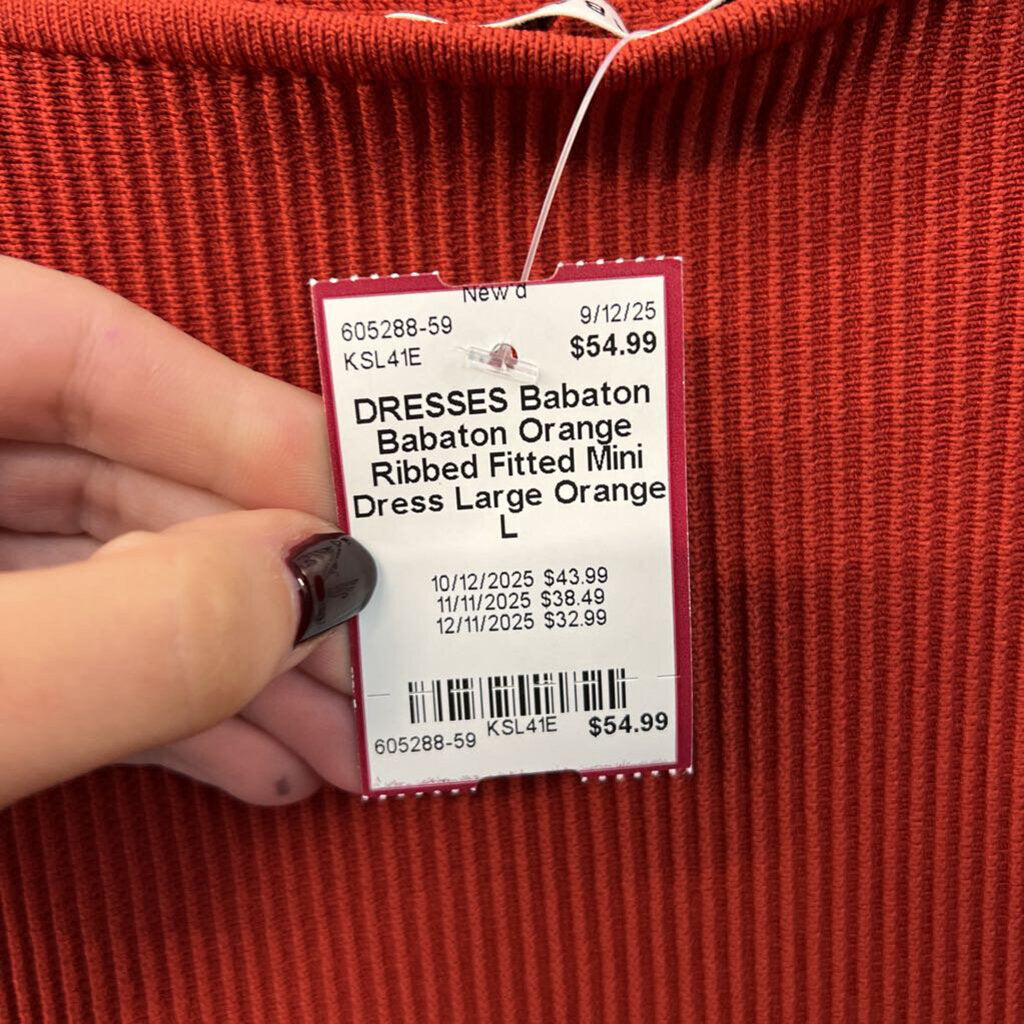 New'd
605288-59
9/12/25
KSL41E
$54.99
DRESSES Babaton
Babaton Orange
Ribbed Fitted Mini
Dress Large Orange
L
10/12/2025 $43.99
11/11/2025 $38.49
12/11/2025 $32.99
605288-59 KSL41E $54.99